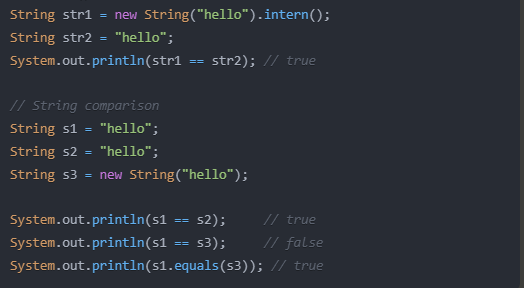 String str1 = new String("hello").intern();
String str2 = "hello";
System.out.println(str1 == str2); // true
// String comparison
String s1 = "hello";
String s2 = "hello";
String s3 = new String("hello");
System.out.println(s1 == s2);     // true
System.out.println(s1 == s3);     // false
System.out.println(s1.equals(s3)); // true